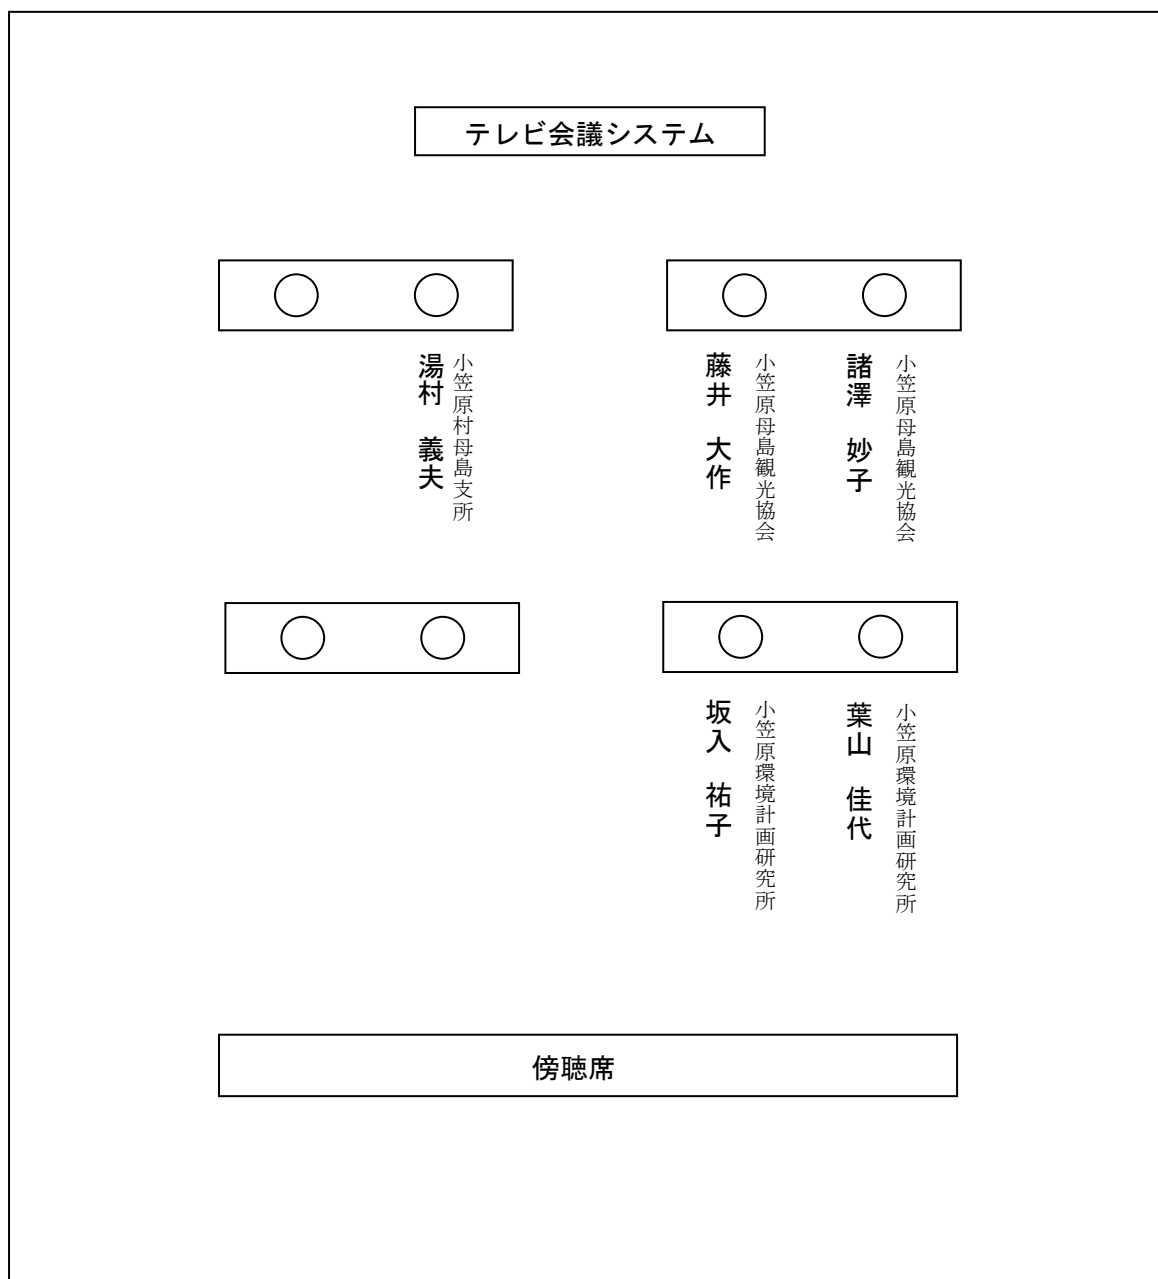 テレビ会議システム
小笠原母島観光協会
諸澤　妙子
小笠原母島観光協会
藤井　大作
小笠原村母島支所
湯村　義夫
小笠原環境計画研究所
葉山　佳代
小笠原環境計画研究所
坂入　祐子
傍聴席